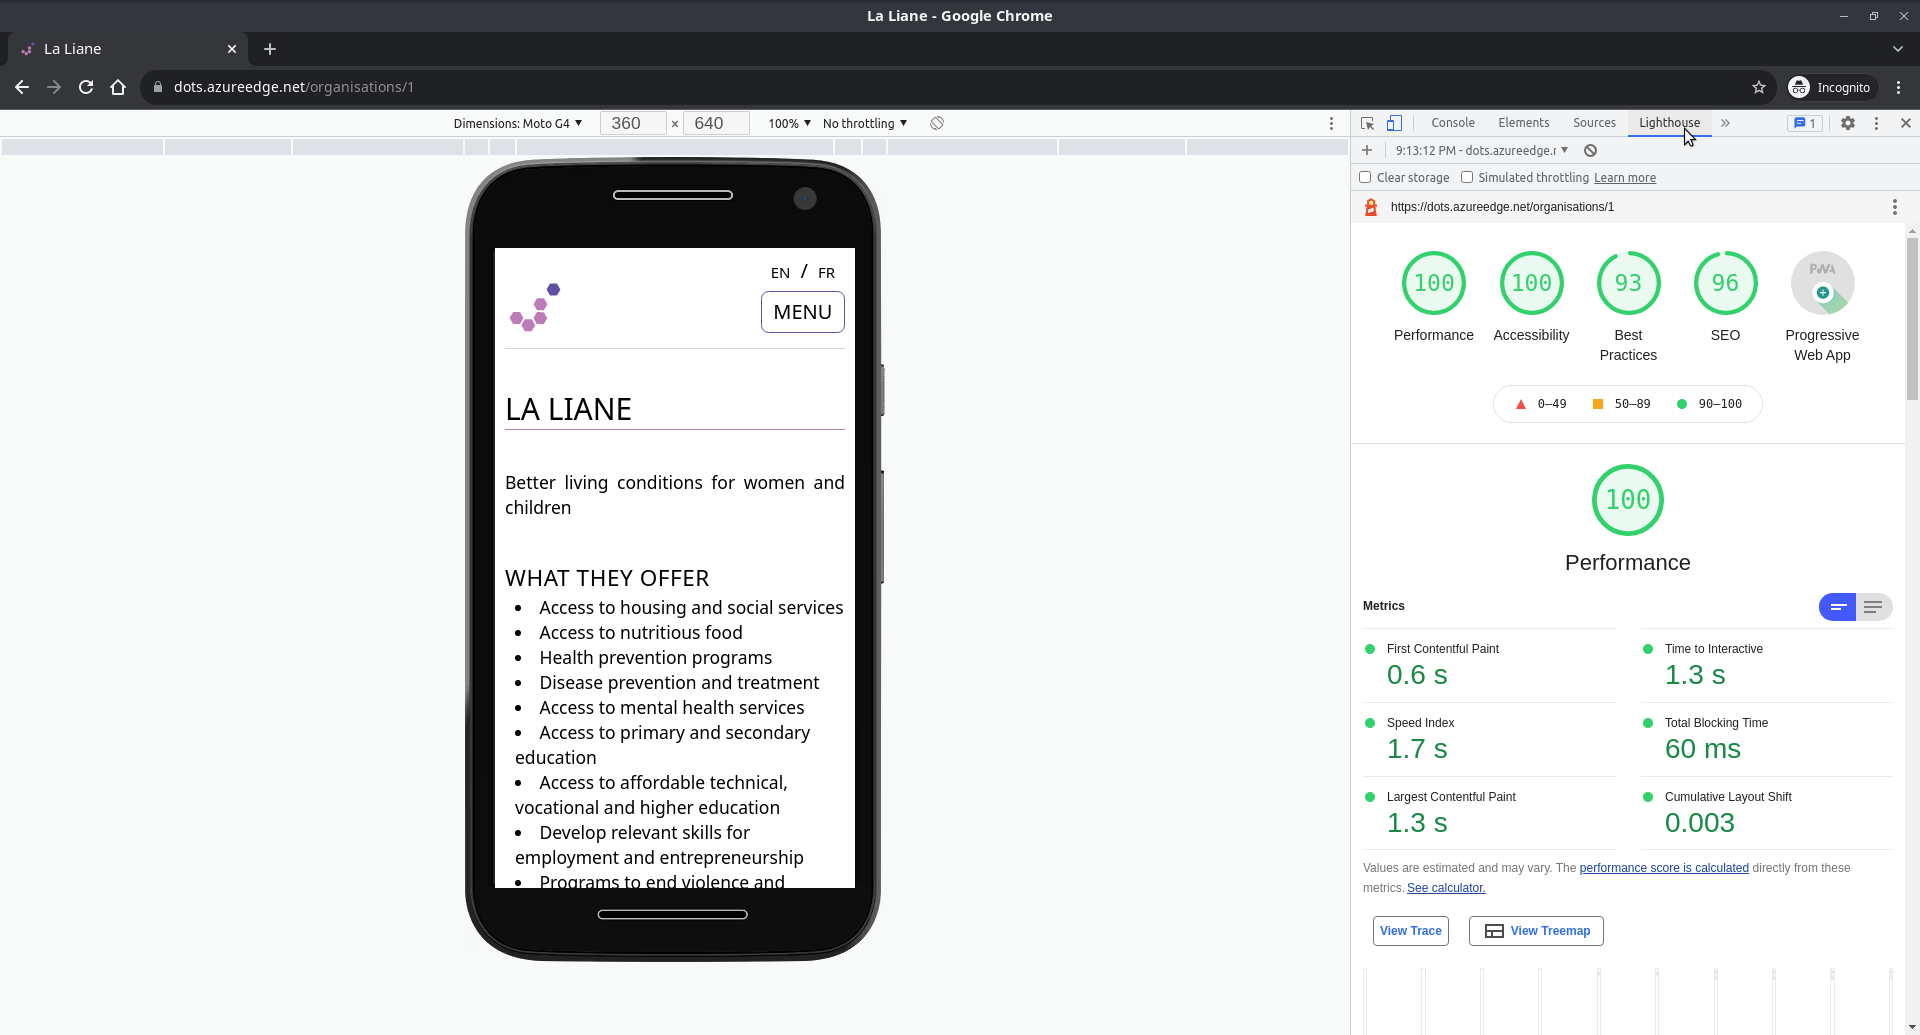 La Liane - Google Chrome
La Liane
dots.azureedge.net/organisations/1
Incognito
Dimensions: Moto G4 360 × 640 100% No throttling
Console Elements Sources Lighthouse 1
9:13:12 PM - dots.azureedge.r
Clear storage Simulated throttling Learn more
https://dots.azureedge.net/organisations/1
EN / FR
MENU
LA LIANE
Better living conditions for women and
children
WHAT THEY OFFER
• Access to housing and social services
• Access to nutritious food
• Health prevention programs
• Disease prevention and treatment
• Access to mental health services
• Access to primary and secondary
education
• Access to affordable technical,
vocational and higher education
• Develop relevant skills for
employment and entrepreneurship
• Programs to end violence and
100 100 93 96 PWA
Performance Accessibility Best Practices SEO Progressive Web App
0–49 50–89 90–100
100
Performance
Metrics
First Contentful Paint
0.6 s
Time to Interactive
1.3 s
Speed Index
1.7 s
Total Blocking Time
60 ms
Largest Contentful Paint
1.3 s
Cumulative Layout Shift
0.003
Values are estimated and may vary. The performance score is calculated directly from these
metrics. See calculator.
View Trace View Treemap